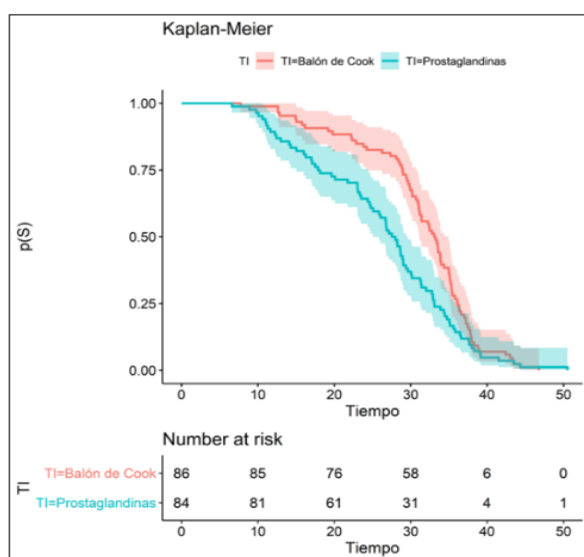 Kaplan-Meier
TI TI=Balón de Cook TI=Prostaglandinas
1.00
0.75
0.50
0.25
0.00
p(S)
0 10 20 30 40 50
Tiempo
Number at risk
TI
TI=Balón de Cook 86 85 76 58 6 0
TI=Prostaglandinas 84 81 61 31 4 1
0 10 20 30 40 50
Tiempo